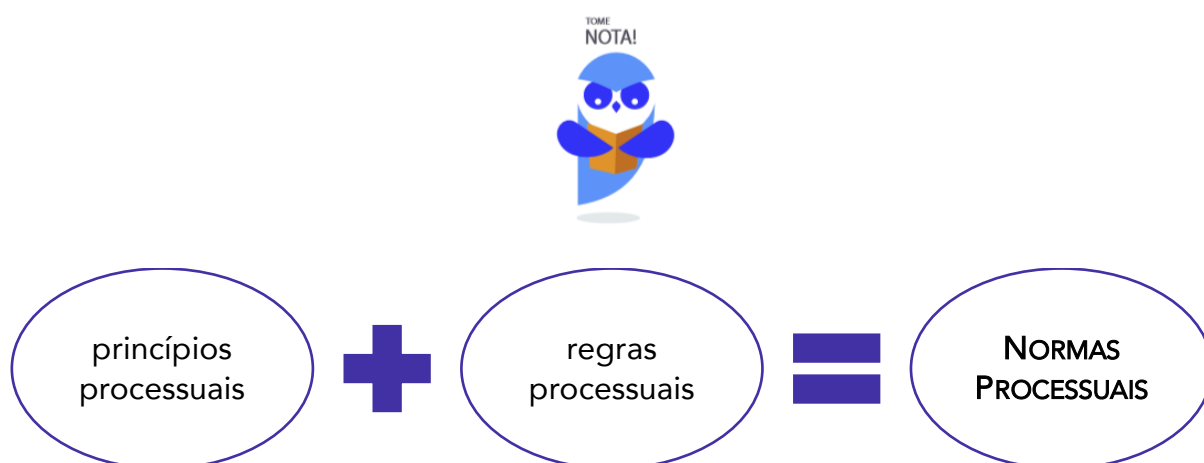 TOME
NOTA!
princípios
processuais
regras
processuais
NORMAS
PROCESSUAIS